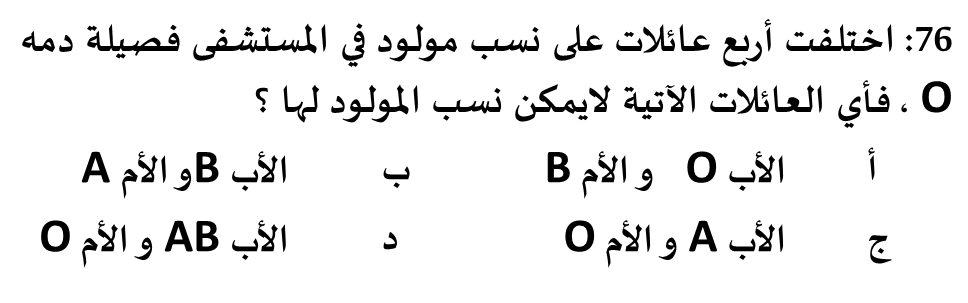 76: اختلفت أربع عائلات على نسب مولود في المستشفى فصيلة دمه
O ، فأي العائلات الآتية لايمكن نسب المولود لها ؟
أ الأب O و الأم B ب الأب B و الأم A
ج الأب A و الأم O د الأب AB و الأم O